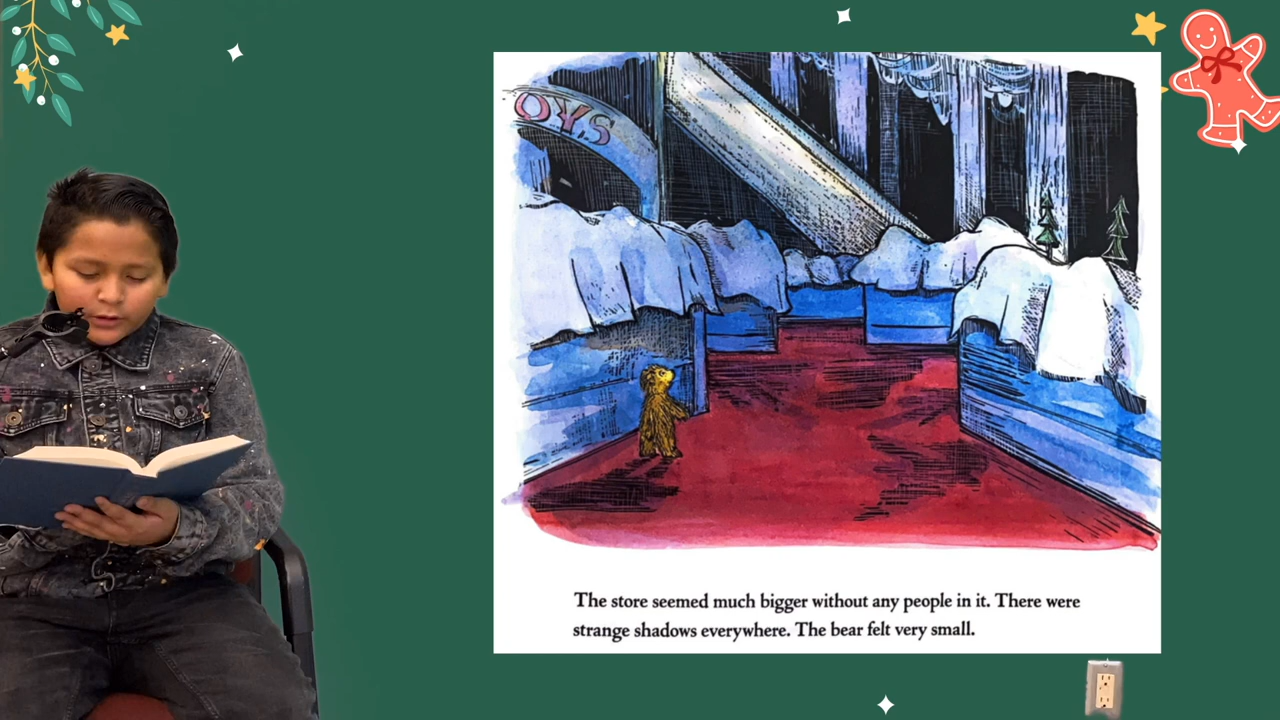 OYS
The store seemed much bigger without any people in it. There were
strange shadows everywhere. The bear felt very small.